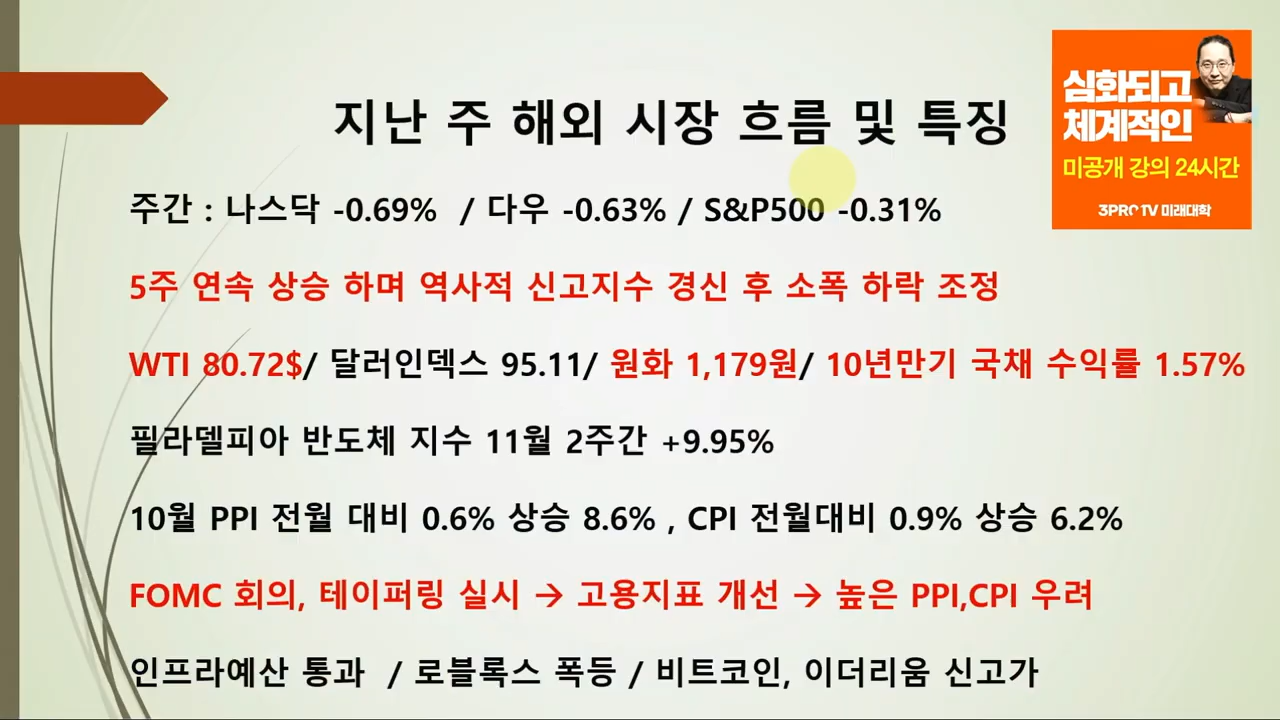 지난 주 해외 시장 흐름 및 특징
심화되고
체계적인
미공개 강의 24시간
3PRO TV 미래대학
주간 : 나스닥 -0.69% / 다우 -0.63% / S&P500 -0.31%
5주 연속 상승 하며 역사적 신고지수 경신 후 소폭 하락 조정
WTI 80.72$/ 달러인덱스 95.11/ 원화 1,179원/ 10년만기 국채 수익률 1.57%
필라델피아 반도체 지수 11월 2주간 +9.95%
10월 PPI 전월 대비 0.6% 상승 8.6% , CPI 전월대비 0.9% 상승 6.2%
FOMC 회의, 테이퍼링 실시 → 고용지표 개선 → 높은 PPI,CPI 우려
인프라예산 통과 / 로블록스 폭등 / 비트코인, 이더리움 신고가